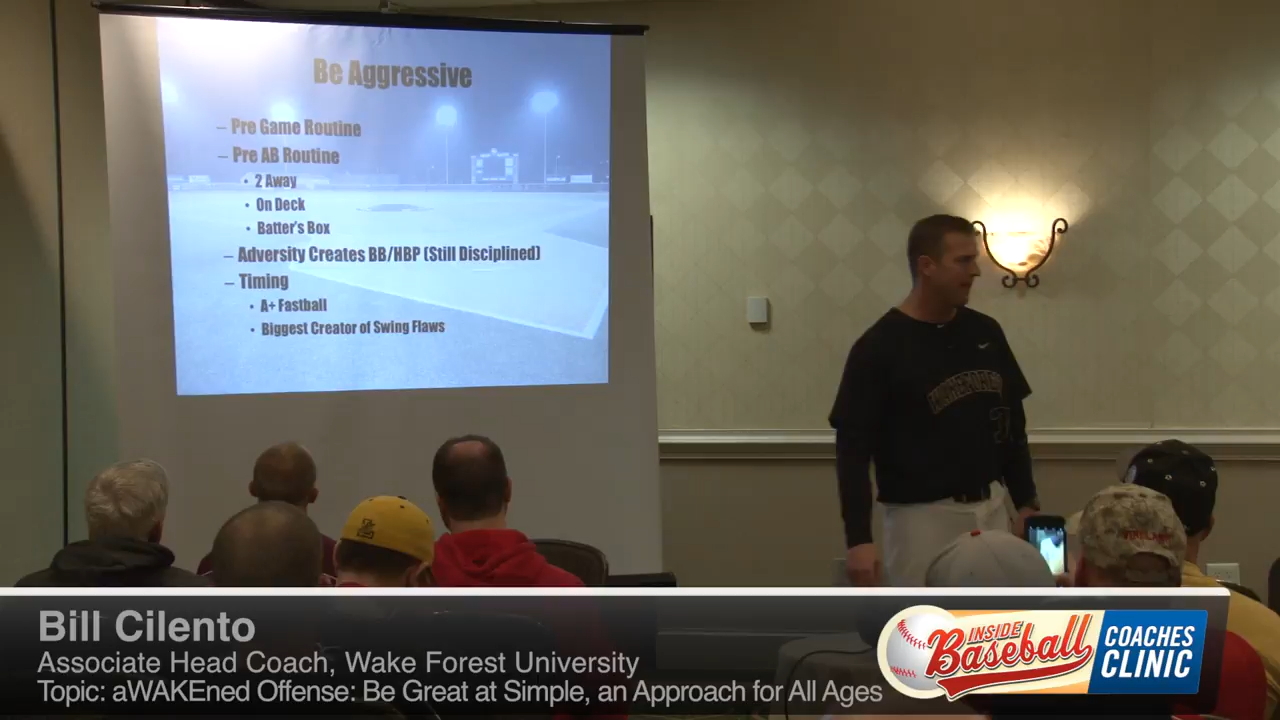 Be Aggressive
– Pre Game Routine
– Pre AB Routine
• 2 Away
• On Deck
• Batter's Box
– Adversity Creates BB/HBP (Still Disciplined)
– Timing
• A+ Fastball
• Biggest Creator of Swing Flaws
Bill Cilento
Associate Head Coach, Wake Forest University
Topic: aWAKEned Offense: Be Great at Simple, an Approach for All Ages
INSIDE
Baseball
COACHES
CLINIC